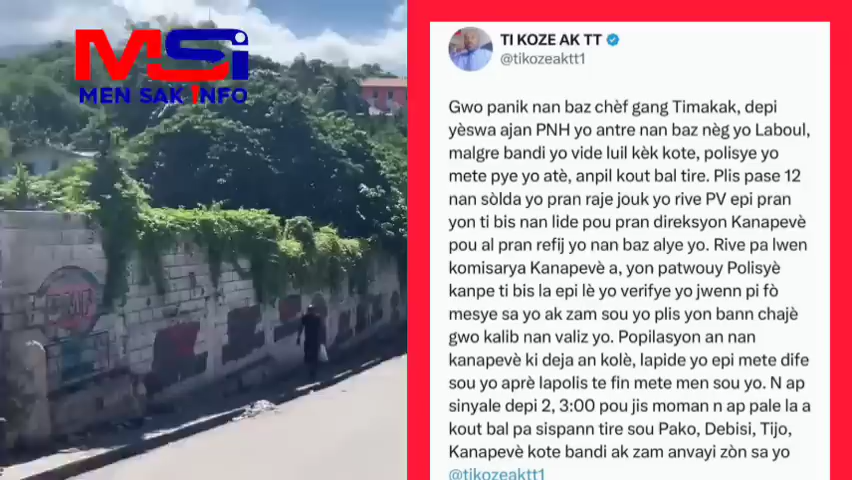 MSi
MEN SAK INFO
TI KOZE AK TT
@tikozeaktt1
Gwo panik nan baz chèf gang Timakak, depi
yèswa ajan PNH yo antre nan baz nèg yo Laboul,
malgre bandi yo vide luil kèk kote, polisye yo
mete pye yo atè, anpil kout bal tire. Plis pase 12
nan sòlda yo pran raje jouk yo rive PV epi pran
yon ti bis nan lide pou pran direksyon Kanapevè
pou al pran refij yo nan baz alye yo. Rive pa lwen
komisarya Kanapevè a, yon patwouy Polisyè
kanpe ti bis la epi lè yo verifye yo jwenn pi fò
mesye sa yo ak zam sou yo plis yon bann chajè
gwo kalib nan valiz yo. Popilasyon an nan
kanapevè ki deja an kolè, lapide yo epi mete dife
sou yo aprè lapolis te fin mete men sou yo. N ap
sinyale depi 2, 3:00 pou jis moman n ap pale la a
kout bal pa sispann tire sou Pako, Debisi, Tijo,
Kanapevè kote bandi ak zam anvayi zòn sa yo
@tikozeaktt1